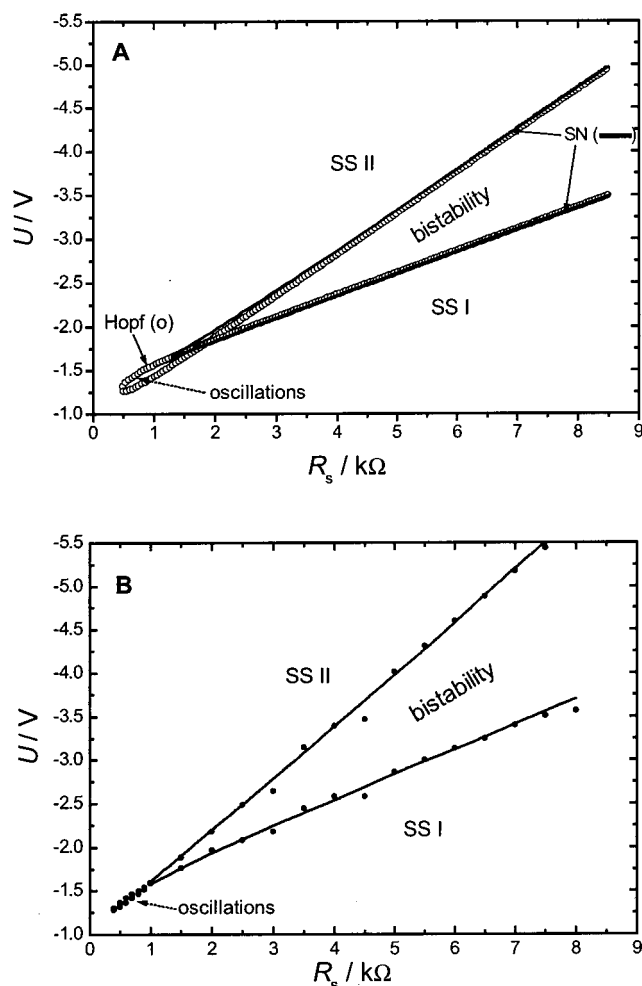 A
U / V
-5.5
-5.0
-4.5
-4.0
-3.5
-3.0
-2.5
-2.0
-1.5
-1.0
SN (━)
SS II
bistability
SS I
Hopf (o)
oscillations
0 1 2 3 4 5 6 7 8 9
Rs / kΩ
B
U / V
-5.5
-5.0
-4.5
-4.0
-3.5
-3.0
-2.5
-2.0
-1.5
-1.0
SS II
bistability
SS I
oscillations
0 1 2 3 4 5 6 7 8 9
Rs / kΩ